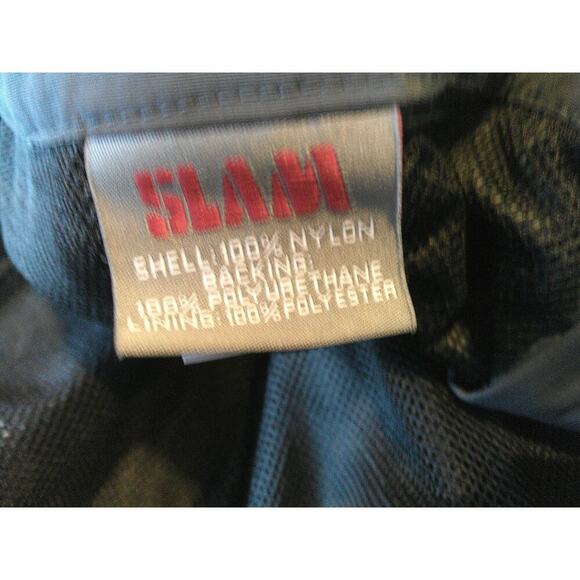 SLAM
SHELL: 100% NYLON
BACKING:
100% POLYURETHANE
LINING: 100% POLYESTER